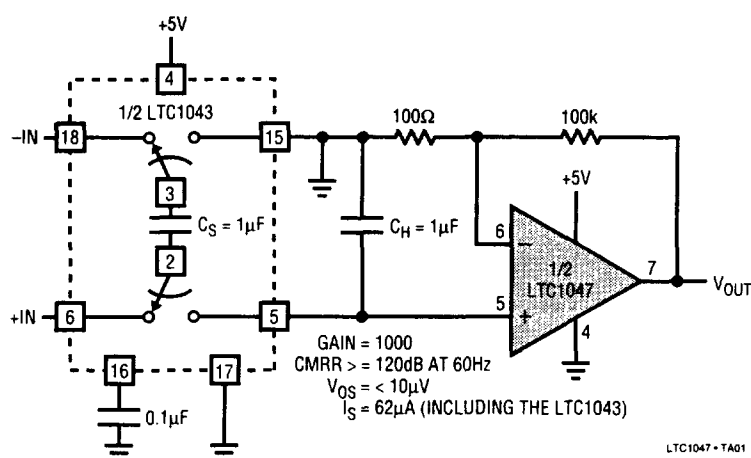 +5V
4
1/2 LTC1043
–IN
18
15
100Ω
100k
3
C_S = 1µF
2
C_H = 1µF
+5V
6
–
1/2
LTC1047
7
V_OUT
+IN
6
5
5
+
4
16
17
0.1µF
GAIN = 1000
CMRR > = 120dB AT 60Hz
V_OS = < 10µV
I_S = 62µA (INCLUDING THE LTC1043)
LTC1047 • TA01